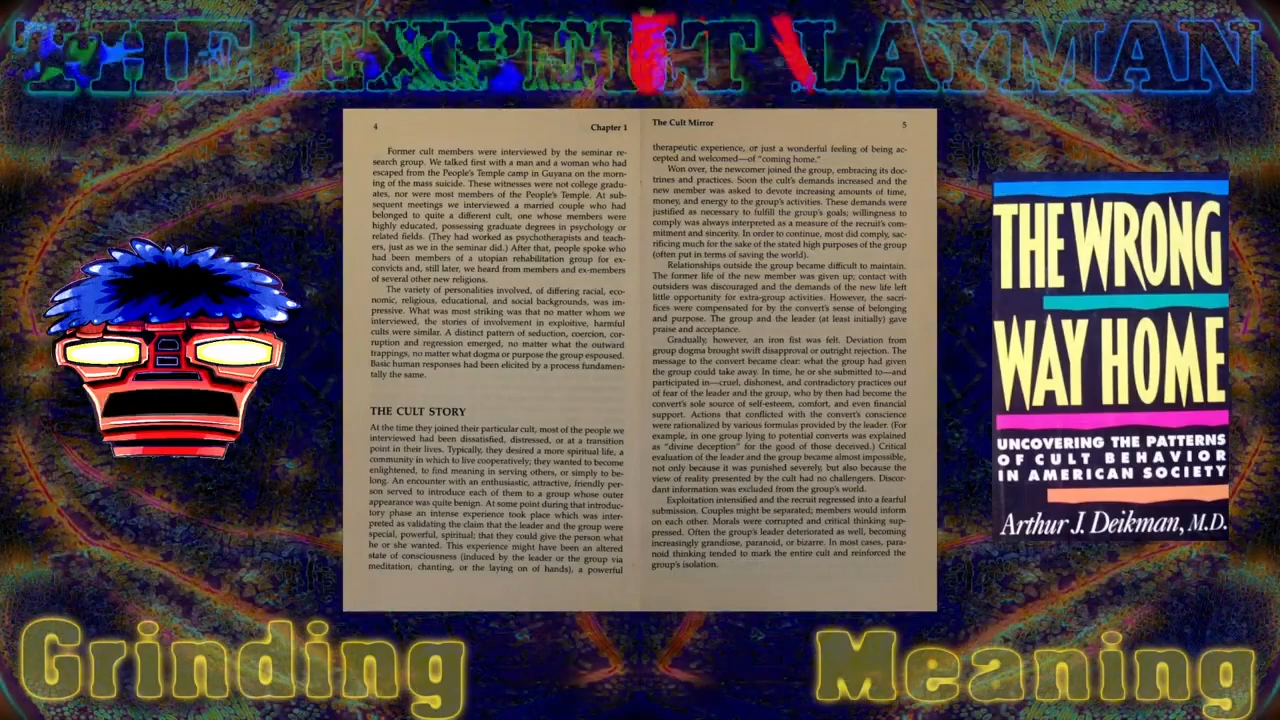 THE EXPERT LAYMAN
4
Chapter 1
Former cult members were interviewed by the seminar re-
search group. We talked first with a man and a woman who had
escaped from the People's Temple camp in Guyana on the morn-
ing of the mass suicide. These witnesses were not college gradu-
ates, nor were most members of the People's Temple. At sub-
sequent meetings we interviewed a married couple who had
belonged to quite a different cult, one whose members were
highly educated, possessing graduate degrees in psychology or
related fields. (They had worked as psychotherapists and teach-
ers, just as we in the seminar did.) After that, people spoke who
had been members of a utopian rehabilitation group for ex-
convicts and, still later, we heard from members and ex-members
of several other new religions.
The variety of personalities involved, of differing racial, eco-
nomic, religious, educational, and social backgrounds, was im-
pressive. What was most striking was that no matter whom we
interviewed, the stories of involvement in exploitive, harmful
cults were similar. A distinct pattern of seduction, coercion, cor-
ruption and regression emerged, no matter what the outward
trappings, no matter what dogma or purpose the group espoused.
Basic human responses had been elicited by a process fundamen-
tally the same.
THE CULT STORY
At the time they joined their particular cult, most of the people we
interviewed had been dissatisfied, distressed, or at a transition
point in their lives. Typically, they desired a more spiritual life, a
community in which to live cooperatively; they wanted to become
enlightened, to find meaning in serving others, or simply to be-
long. An encounter with an enthusiastic, attractive, friendly per-
son served to introduce each of them to a group whose outer
appearance was quite benign. At some point during that introduc-
tory phase an intense experience took place which was inter-
preted as validating the claim that the leader and the group were
special, powerful, spiritual; that they could give the person what
he or she wanted. This experience might have been an altered
state of consciousness (induced by the leader or the group via
meditation, chanting, or the laying on of hands), a powerful
The Cult Mirror
5
therapeutic experience, or just a wonderful feeling of being ac-
cepted and welcomed—of "coming home."
Won over, the newcomer joined the group, embracing its doc-
trines and practices. Soon the cult's demands increased and the
new member was asked to devote increasing amounts of time,
money, and energy to the group's activities. These demands were
justified as necessary to fulfill the group's goals; willingness to
comply was always interpreted as a measure of the recruit's com-
mitment and sincerity. In order to continue, most did comply, sac-
rificing much for the sake of the stated high purposes of the group
(often put in terms of saving the world).
Relationships outside the group became difficult to maintain.
The former life of the new member was given up; contact with
outsiders was discouraged and the demands of the new life left
little opportunity for extra-group activities. However, the sacri-
fices were compensated for by the convert's sense of belonging
and purpose. The group and the leader (at least initially) gave
praise and acceptance.
Gradually, however, an iron fist was felt. Deviation from
group dogma brought swift disapproval or outright rejection. The
message to the convert became clear: what the group had given
the group could take away. In time, he or she submitted to—and
participated in—cruel, dishonest, and contradictory practices out
of fear of the leader and the group, who by then had become the
convert's sole source of self-esteem, comfort, and even financial
support. Actions that conflicted with the convert's conscience
were rationalized by various formulas provided by the leader. (For
example, in one group lying to potential converts was explained
as "divine deception" for the good of those deceived.) Critical
evaluation of the leader and the group became almost impossible,
not only because it was punished severely, but also because the
view of reality presented by the cult had no challengers. Discor-
dant information was excluded from the group's world.
Exploitation intensified and the recruit regressed into a fearful
submission. Couples might be separated; members would inform
on each other. Morals were corrupted and critical thinking sup-
pressed. Often the group's leader deteriorated as well, becoming
increasingly grandiose, paranoid, or bizarre. In most cases, para-
noid thinking tended to mark the entire cult and reinforced the
group's isolation.
THE WRONG
WAY HOME
UNCOVERING THE PATTERNS
OF CULT BEHAVIOR
IN AMERICAN SOCIETY
Arthur J. Deikman, M.D.
Grinding
Meaning